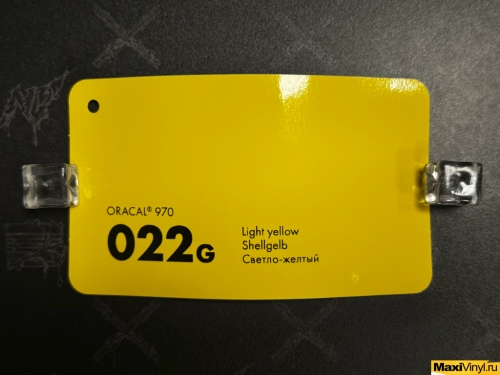 ORACAL® 970
022G
Light yellow
Shellgelb
Светло-желтый
MaxiVinyl.ru